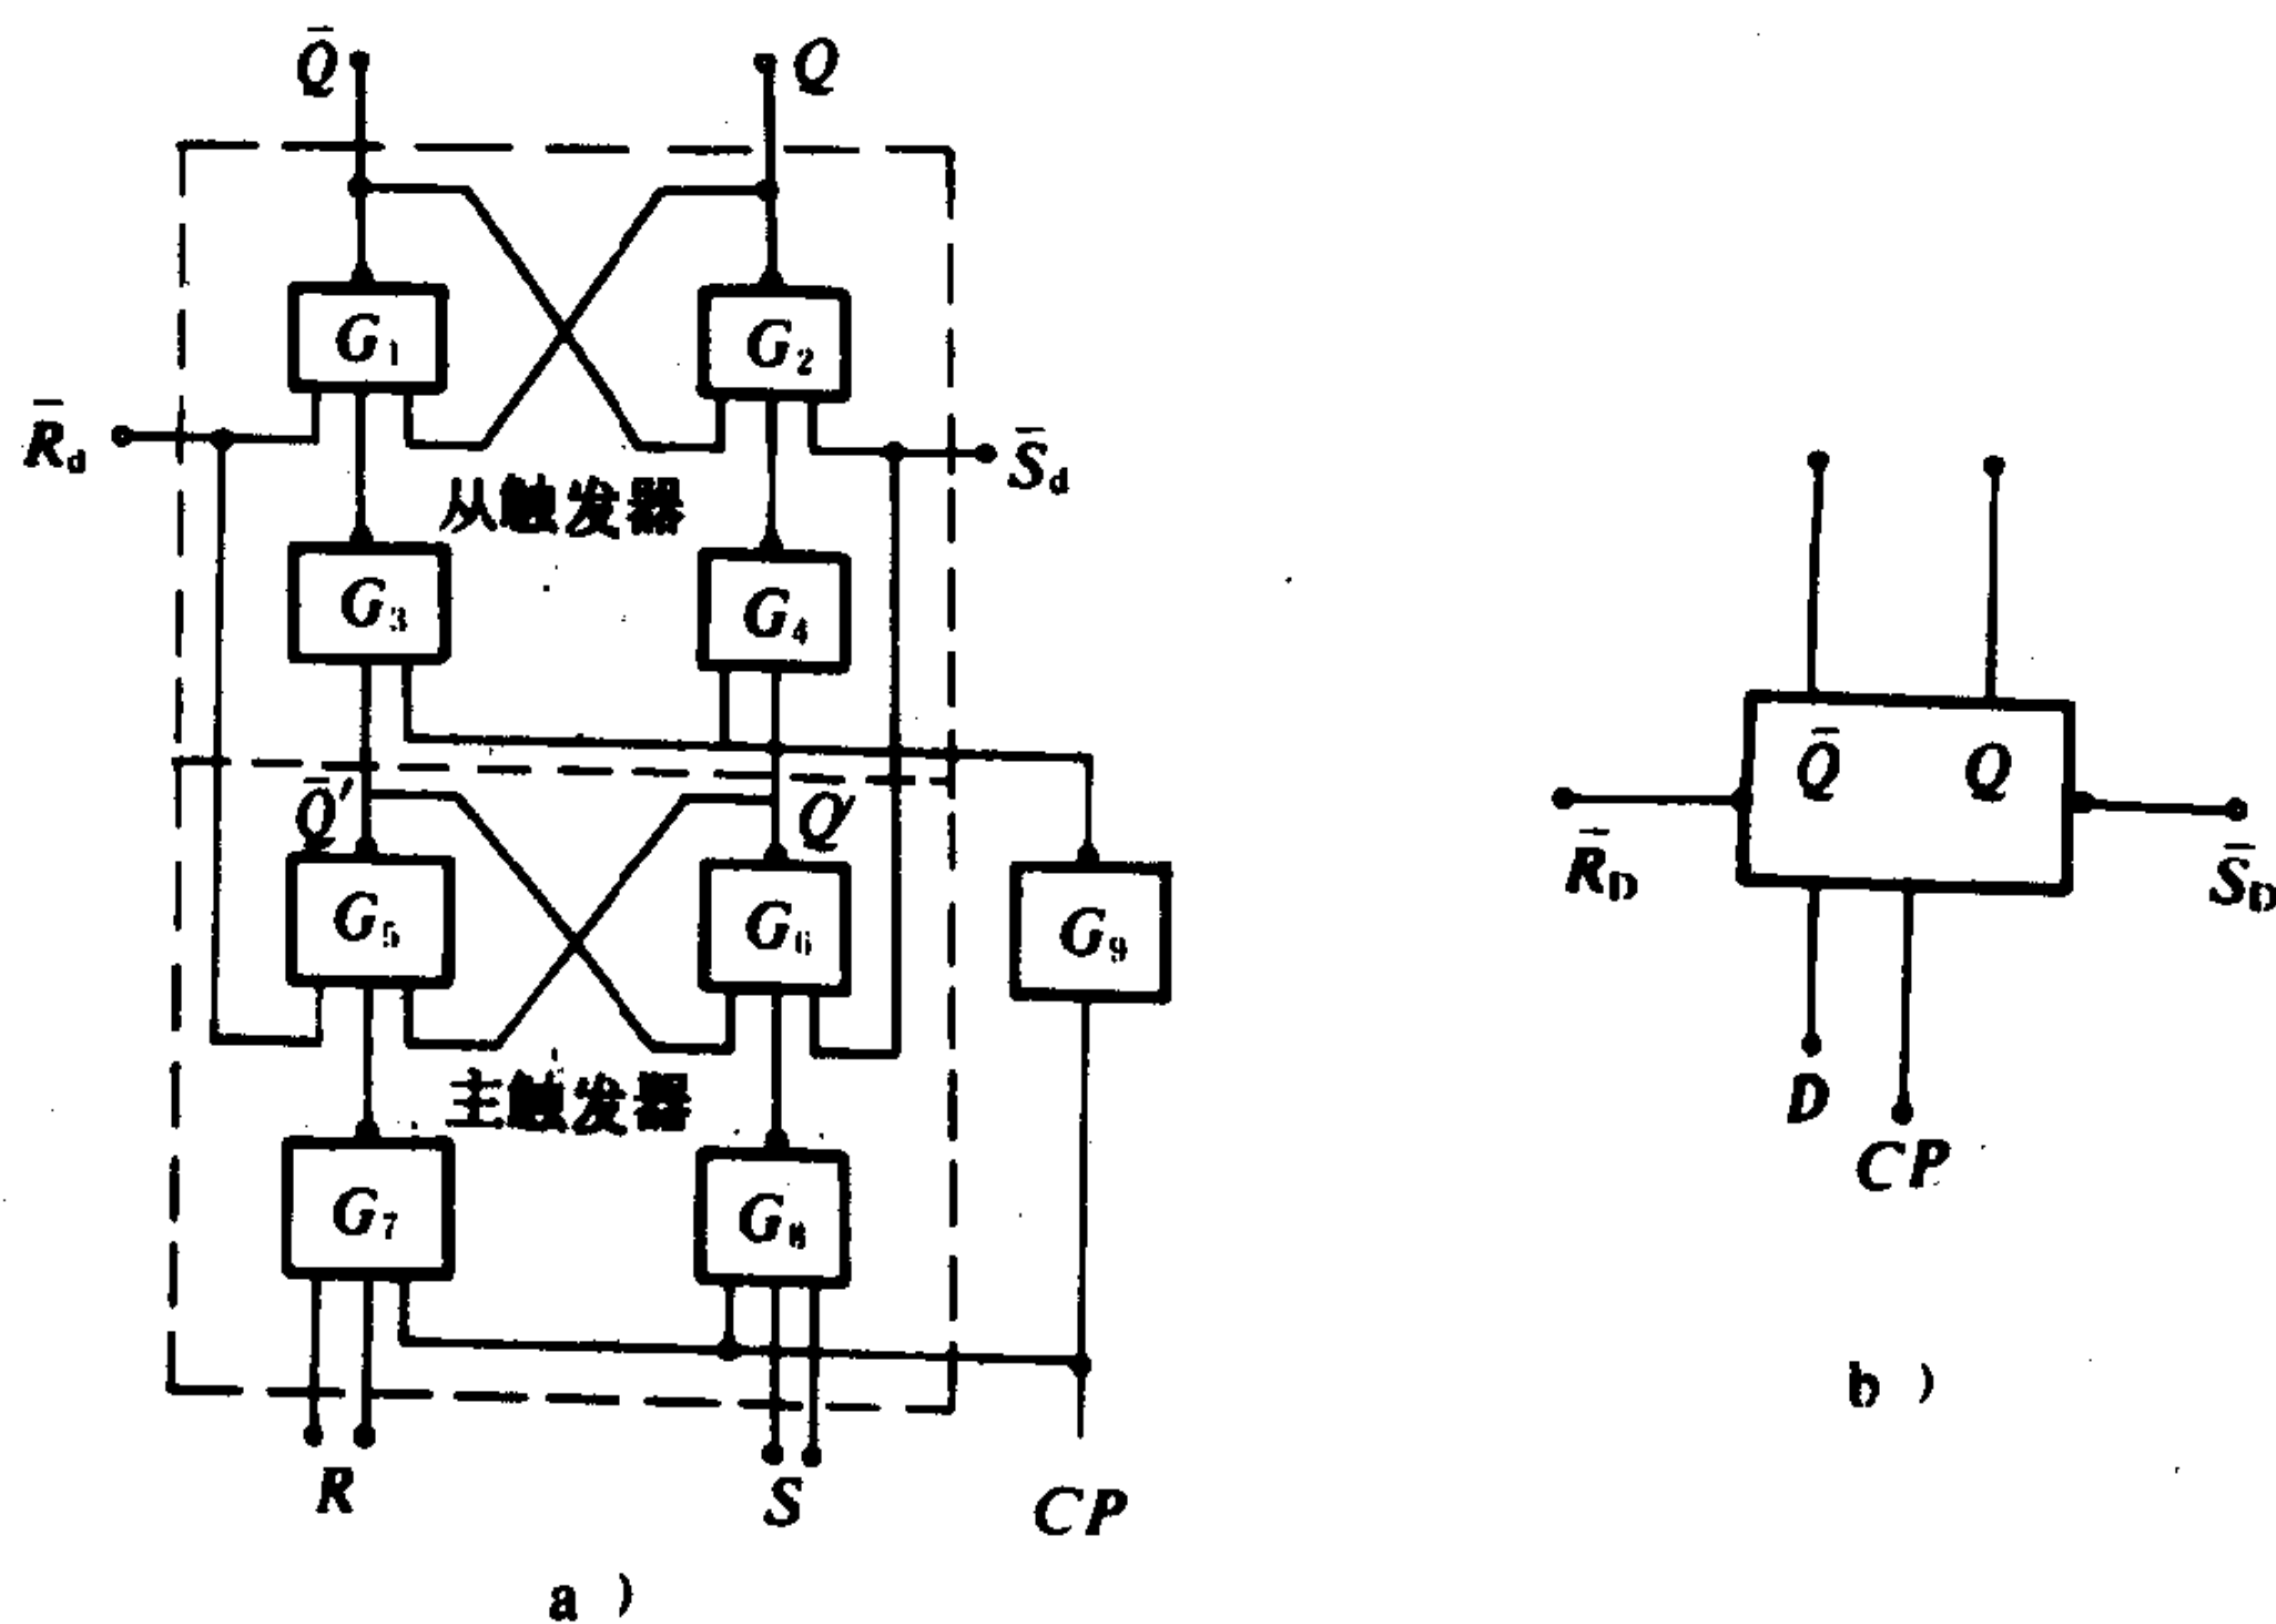 Q̄ Q
G1 G2
R̄d S̄d
从触发器
G3 G4
Q̄′ Q̄′
G5 G6 G9
主触发器
G7 G8
R S CP
a )
Q̄ Q
R̄D S̄D
D
CP
b )